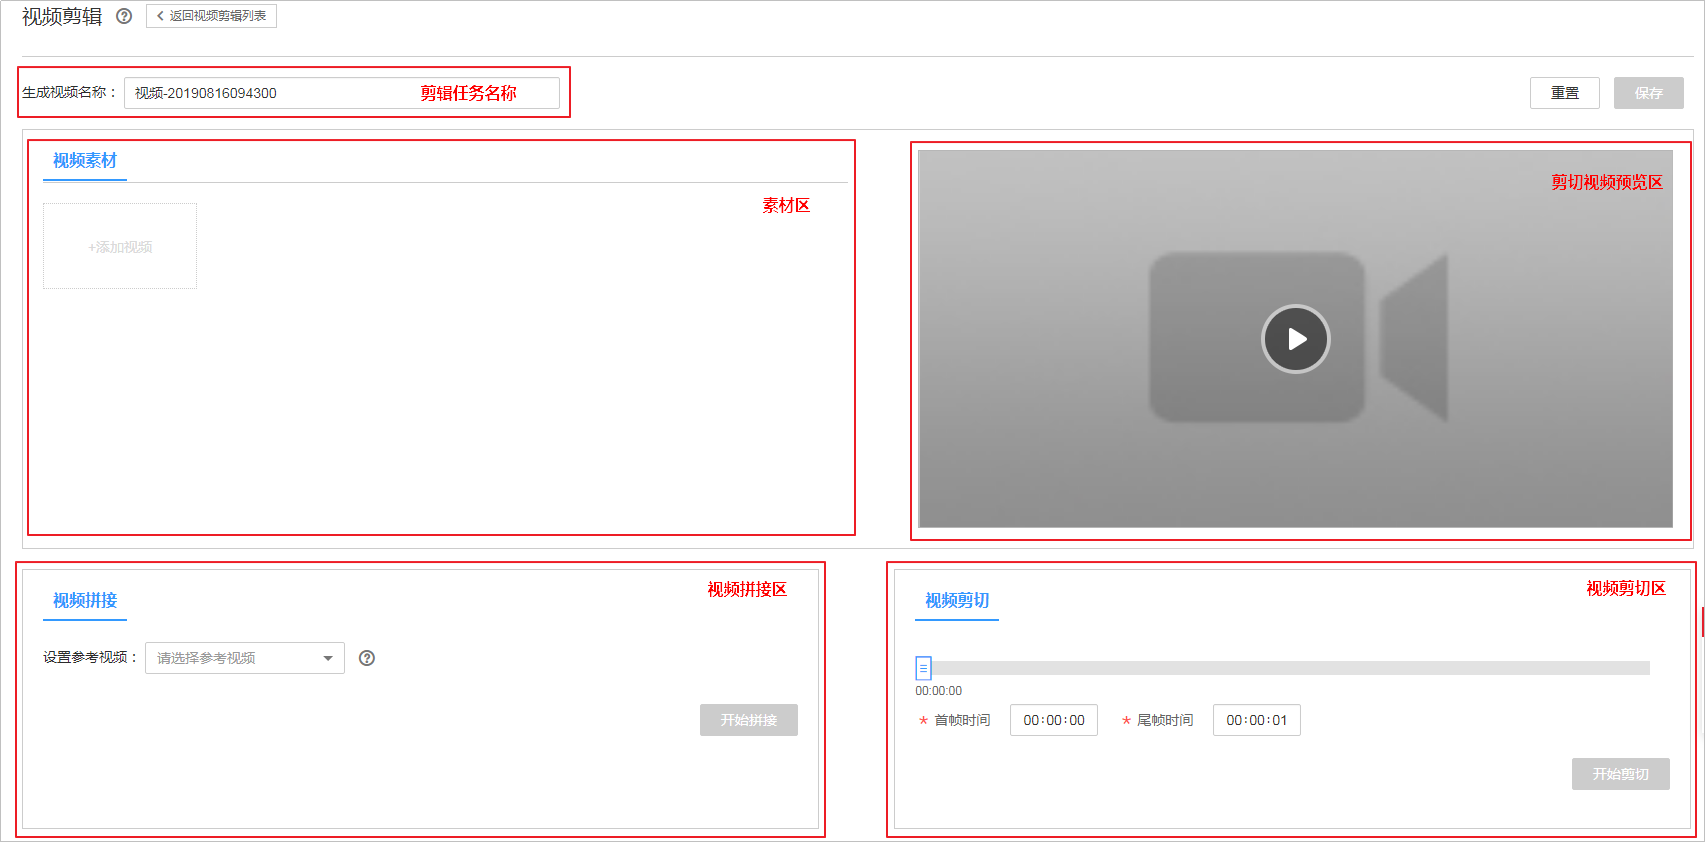 视频剪辑 ? < 返回视频剪辑列表
生成视频名称： 视频-20190816094300 剪辑任务名称 重置 保存
视频素材
素材区
+添加视频
剪切视频预览区
视频拼接区
视频拼接
设置参考视频： 请选择参考视频 ?
开始拼接
视频剪切区
视频剪切
00:00:00
* 首帧时间 00:00:00 * 尾帧时间 00:00:01
开始剪切